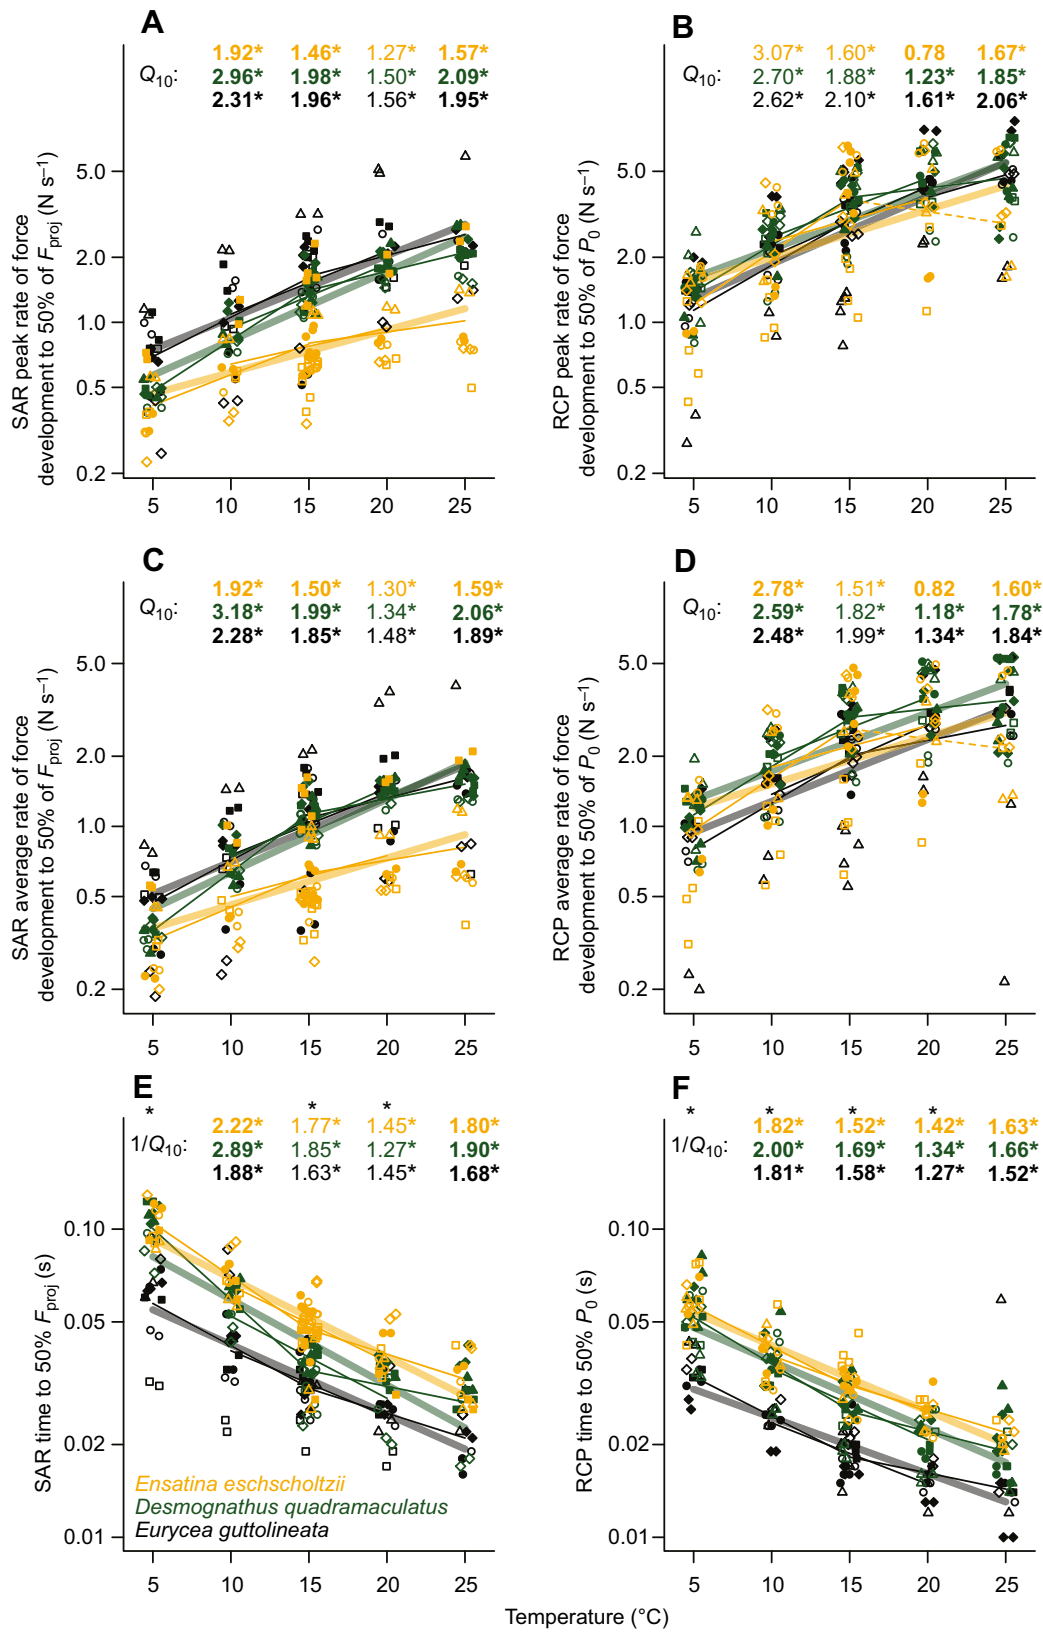 A
Q10:
1.92* 1.46* 1.27* 1.57*
2.96* 1.98* 1.50* 2.09*
2.31* 1.96* 1.56* 1.95*
SAR peak rate of force
development to 50% of Fproj (N s–1)
5.0
2.0
1.0
0.5
0.2
5 10 15 20 25
B
Q10:
3.07* 1.60* 0.78 1.67*
2.70* 1.88* 1.23* 1.85*
2.62* 2.10* 1.61* 2.06*
RCP peak rate of force
development to 50% of P0 (N s–1)
5.0
2.0
1.0
0.5
0.2
5 10 15 20 25
C
Q10:
1.92* 1.50* 1.30* 1.59*
3.18* 1.99* 1.34* 2.06*
2.28* 1.85* 1.48* 1.89*
SAR average rate of force
development to 50% of Fproj (N s–1)
5.0
2.0
1.0
0.5
0.2
5 10 15 20 25
D
Q10:
2.78* 1.51* 0.82 1.60*
2.59* 1.82* 1.18* 1.78*
2.48* 1.99* 1.34* 1.84*
RCP average rate of force
development to 50% of P0 (N s–1)
5.0
2.0
1.0
0.5
0.2
5 10 15 20 25
E
* * *
1/Q10:
2.22* 1.77* 1.45* 1.80*
2.89* 1.85* 1.27* 1.90*
1.88* 1.63* 1.45* 1.68*
SAR time to 50% Fproj (s)
0.10
0.05
0.02
0.01
Ensatina eschscholtzii
Desmognathus quadramaculatus
Eurycea guttolineata
5 10 15 20 25
F
* * * *
1/Q10:
1.82* 1.52* 1.42* 1.63*
2.00* 1.69* 1.34* 1.66*
1.81* 1.58* 1.27* 1.52*
RCP time to 50% P0 (s)
0.10
0.05
0.02
0.01
5 10 15 20 25
Temperature (°C)